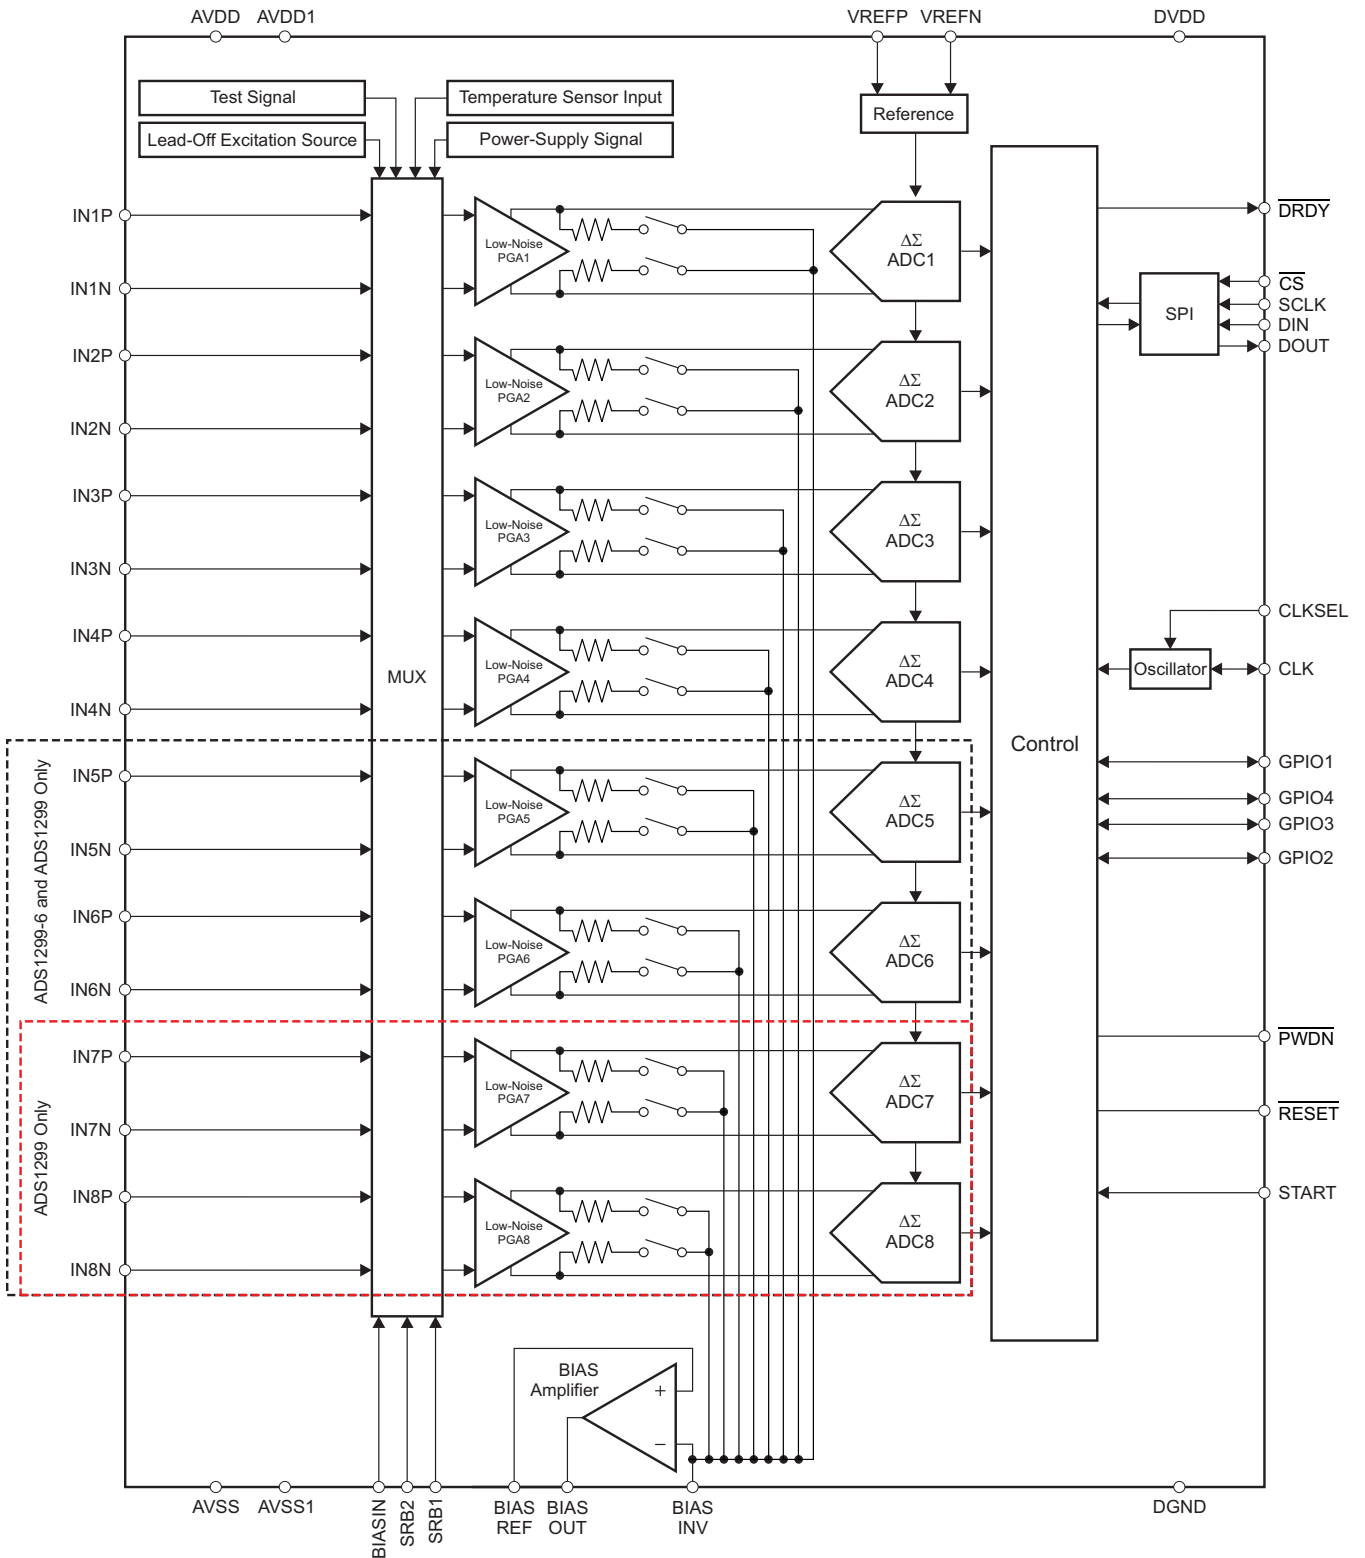 AVDD AVDD1 VREFP VREFN DVDD
Test Signal
Temperature Sensor Input
Lead-Off Excitation Source
Power-Supply Signal
Reference
IN1P
IN1N
IN2P
IN2N
IN3P
IN3N
IN4P
IN4N
IN5P
IN5N
IN6P
IN6N
IN7P
IN7N
IN8P
IN8N
ADS1299-6 and ADS1299 Only
ADS1299 Only
MUX
Low-Noise
PGA1
Low-Noise
PGA2
Low-Noise
PGA3
Low-Noise
PGA4
Low-Noise
PGA5
Low-Noise
PGA6
Low-Noise
PGA7
Low-Noise
PGA8
ΔΣ
ADC1
ΔΣ
ADC2
ΔΣ
ADC3
ΔΣ
ADC4
ΔΣ
ADC5
ΔΣ
ADC6
ΔΣ
ADC7
ΔΣ
ADC8
Control
SPI
Oscillator
DRDY
CS
SCLK
DIN
DOUT
CLKSEL
CLK
GPIO1
GPIO4
GPIO3
GPIO2
PWDN
RESET
START
BIAS
Amplifier
+
−
AVSS AVSS1
BIASIN
SRB2
SRB1
BIAS
REF
BIAS
OUT
BIAS
INV
DGND